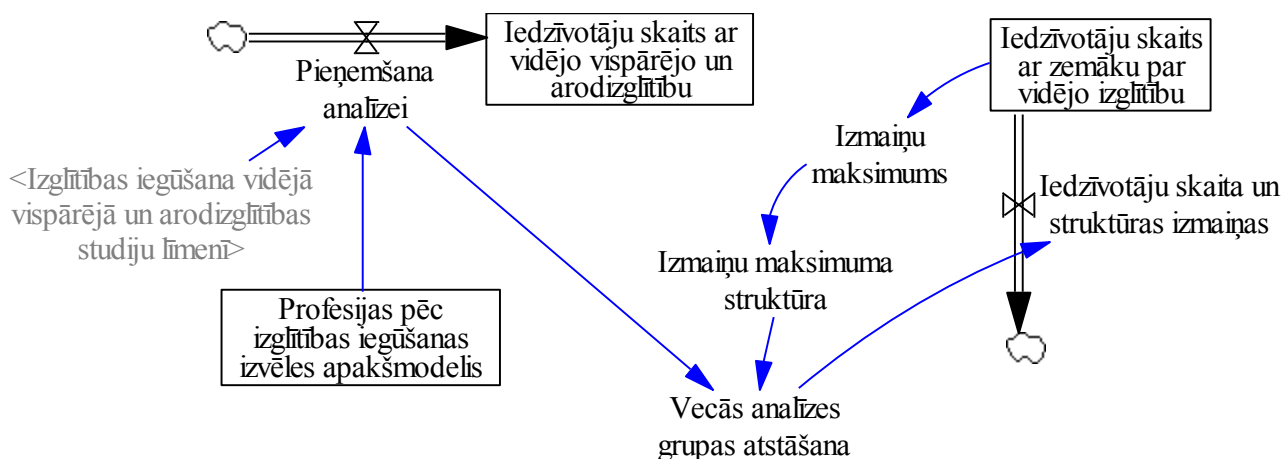 Iedzīvotāju skaits ar
vidējo vispārējo un
arodizglītību
Iedzīvotāju skaits
ar zemāku par
vidējo izglītību
Pieņemšana
analīzei
Izmaiņu
maksimums
<Izglītības iegūšana vidējā
vispārējā un arodizglītības
studiju līmenī>
Iedzīvotāju skaita un
struktūras izmaiņas
Izmaiņu maksimuma
struktūra
Profesijas pēc
izglītības iegūšanas
izvēles apakšmodelis
Vecās analīzes
grupas atstāšana